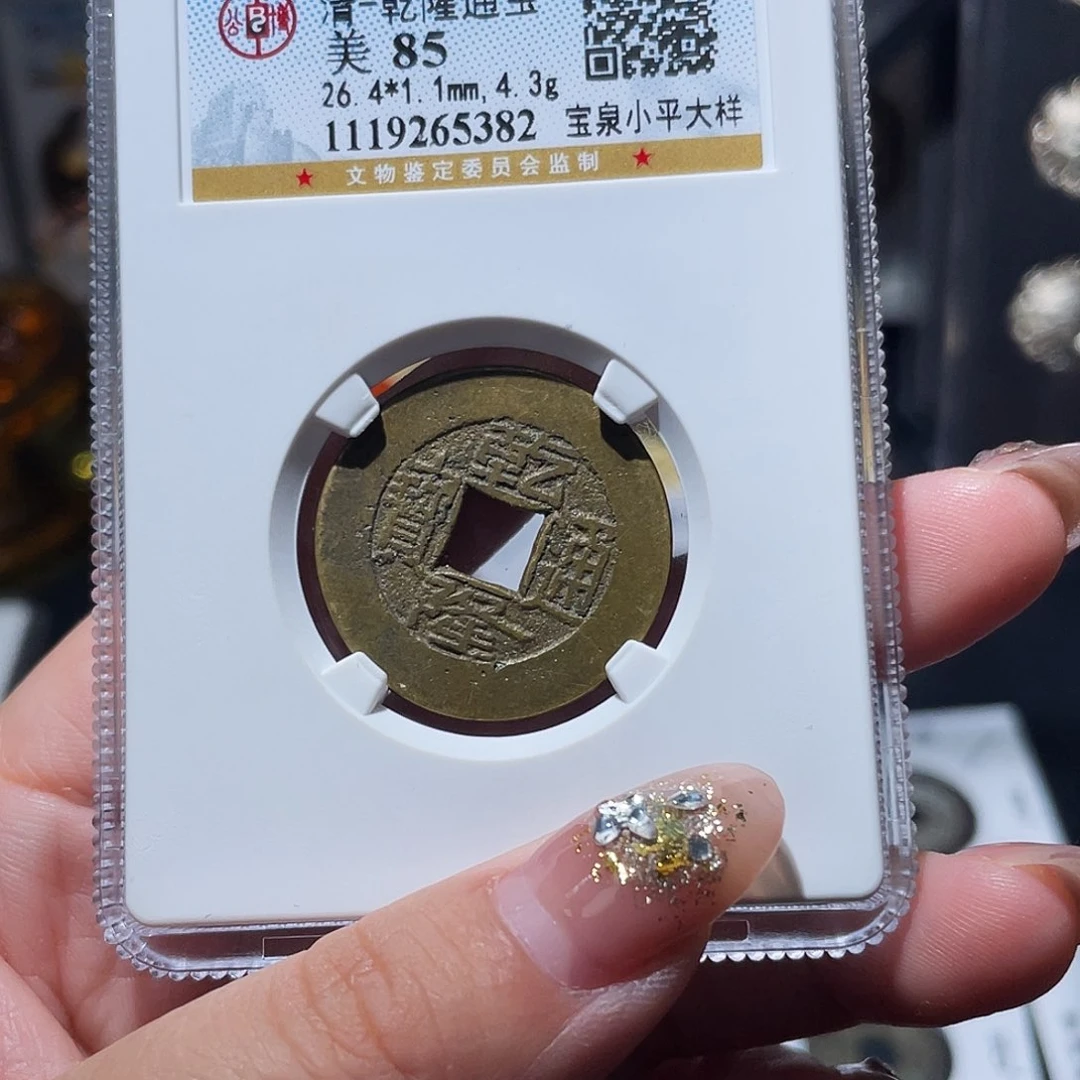 清-乾隆通宝
美 85
26.4*1.1mm, 4.3g
1119265382 宝泉小平大样
★ 文物鉴定委员会监制 ★
乾隆通寶